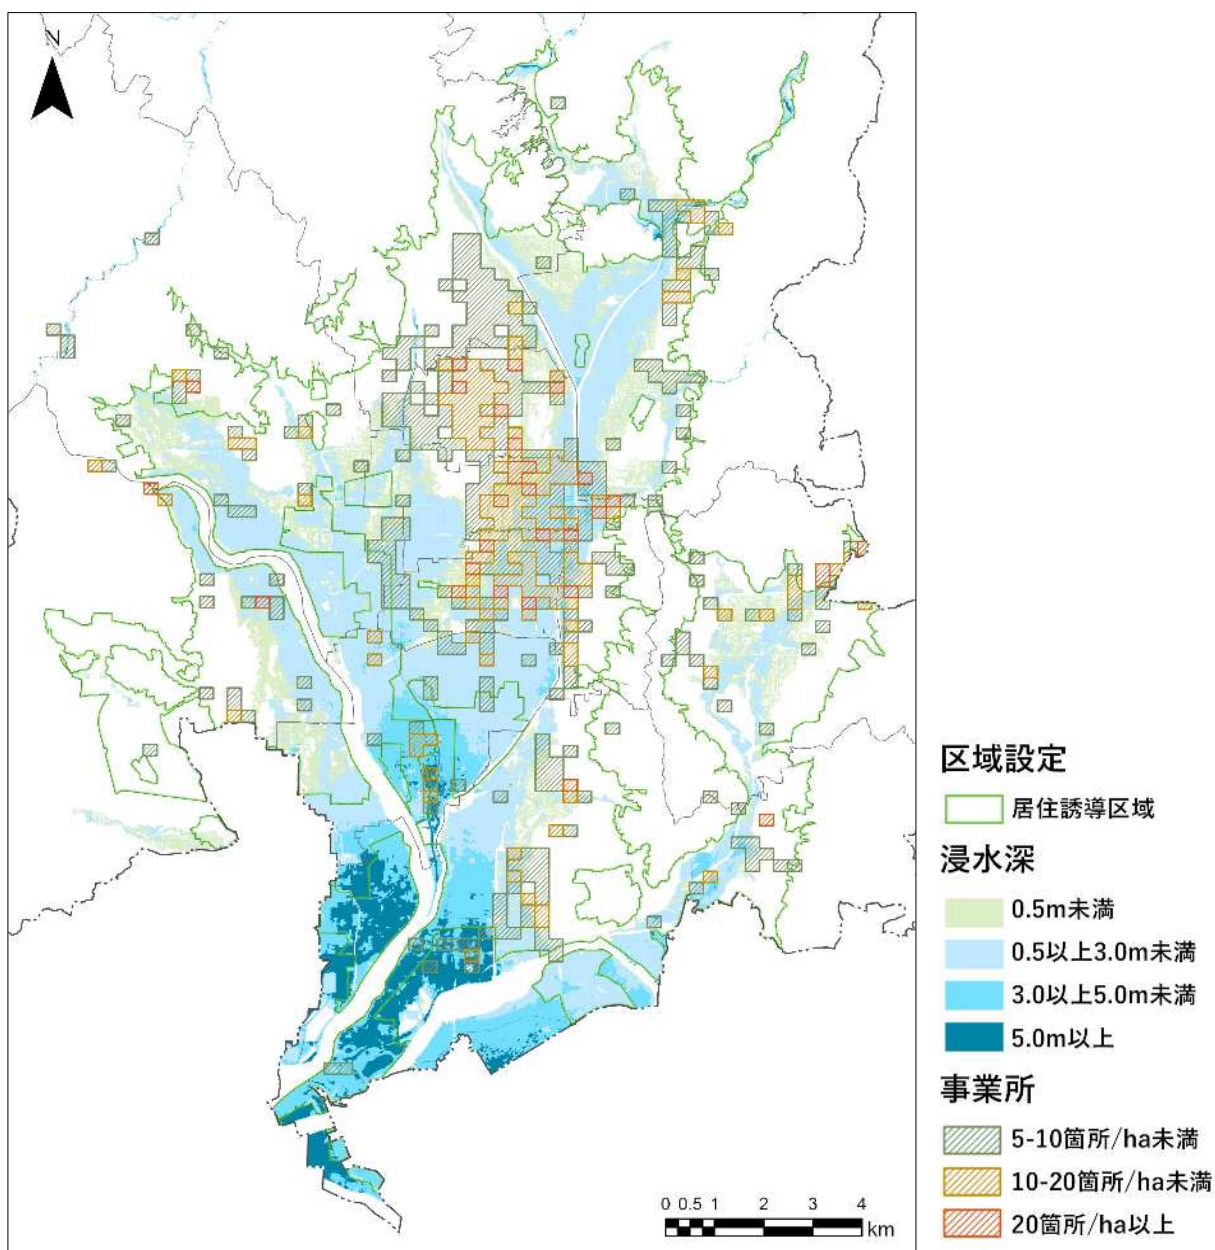 N
区域設定
居住誘導区域
浸水深
0.5m未満
0.5以上3.0m未満
3.0以上5.0m未満
5.0m以上
事業所
5-10箇所/ha未満
10-20箇所/ha未満
20箇所/ha以上
0 0.5 1 2 3 4
km